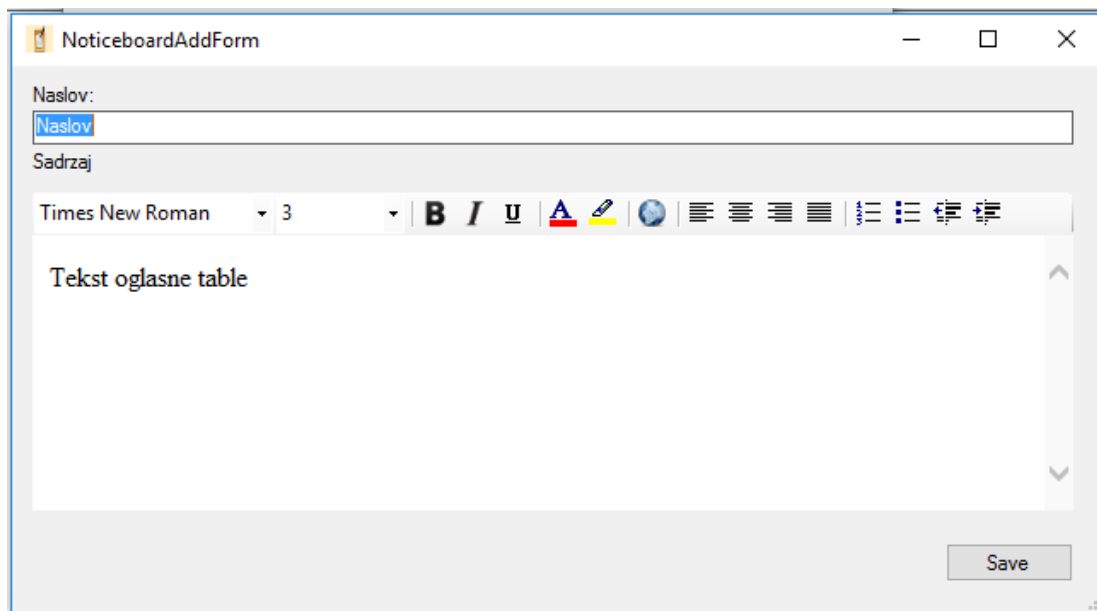 NoticeboardAddForm
Naslov:
Naslov
Sadrzaj
Times New Roman 3 B I U A
Tekst oglasne table
Save